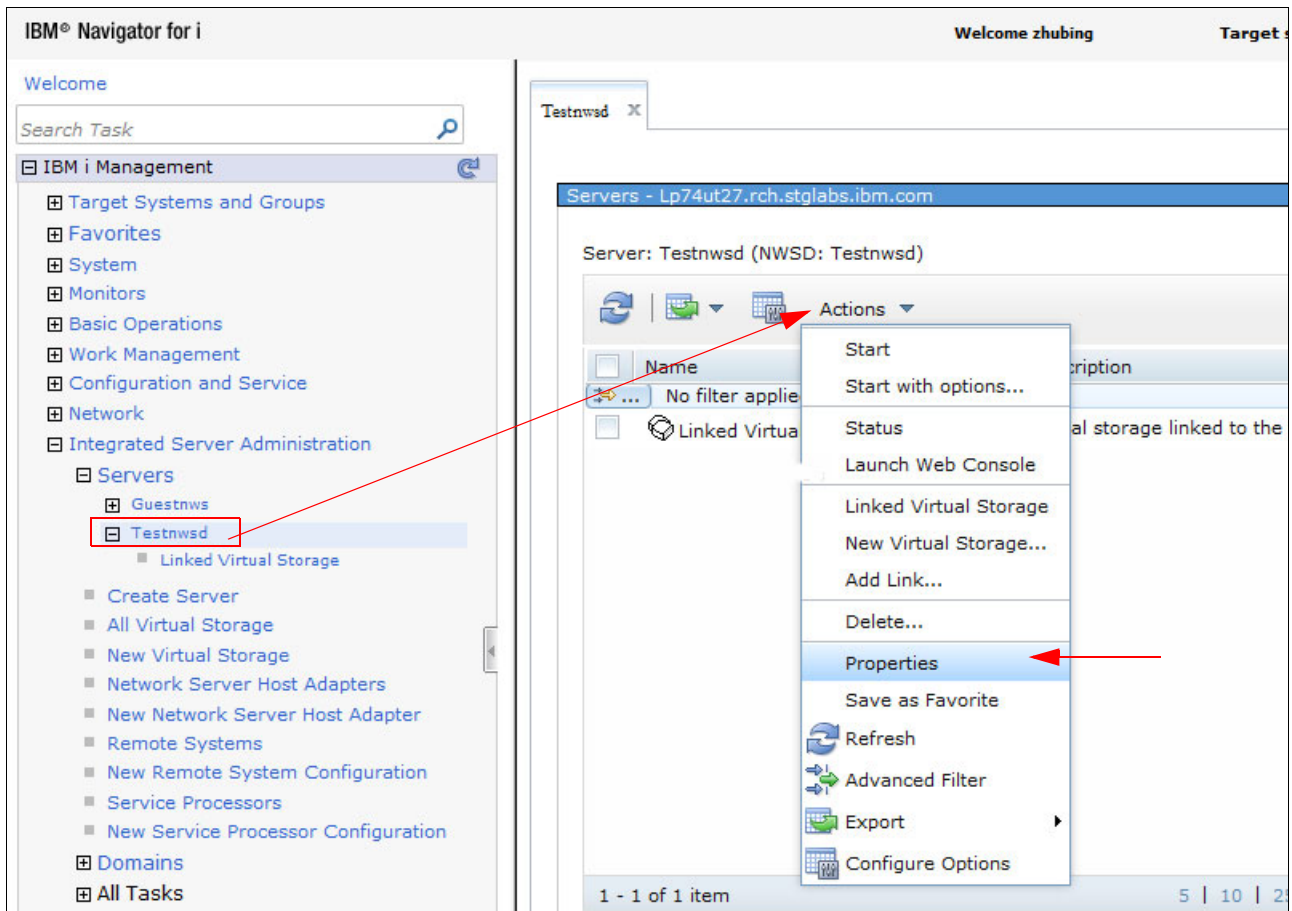 IBM® Navigator for i
Welcome zhubing
Target s
Welcome
Search Task
IBM i Management
Target Systems and Groups
Favorites
System
Monitors
Basic Operations
Work Management
Configuration and Service
Network
Integrated Server Administration
Servers
Guestnws
Testnwsd
Linked Virtual Storage
Create Server
All Virtual Storage
New Virtual Storage
Network Server Host Adapters
New Network Server Host Adapter
Remote Systems
New Remote System Configuration
Service Processors
New Service Processor Configuration
Domains
All Tasks
Testnwsd X
Servers - Lp74ut27.rch.stglabs.ibm.com
Server: Testnwsd (NWSD: Testnwsd)
Actions
Name
cription
... No filter applie
Linked Virtua
al storage linked to the
Start
Start with options...
Status
Launch Web Console
Linked Virtual Storage
New Virtual Storage...
Add Link...
Delete...
Properties
Save as Favorite
Refresh
Advanced Filter
Export
Configure Options
1 - 1 of 1 item
5 | 10 | 2